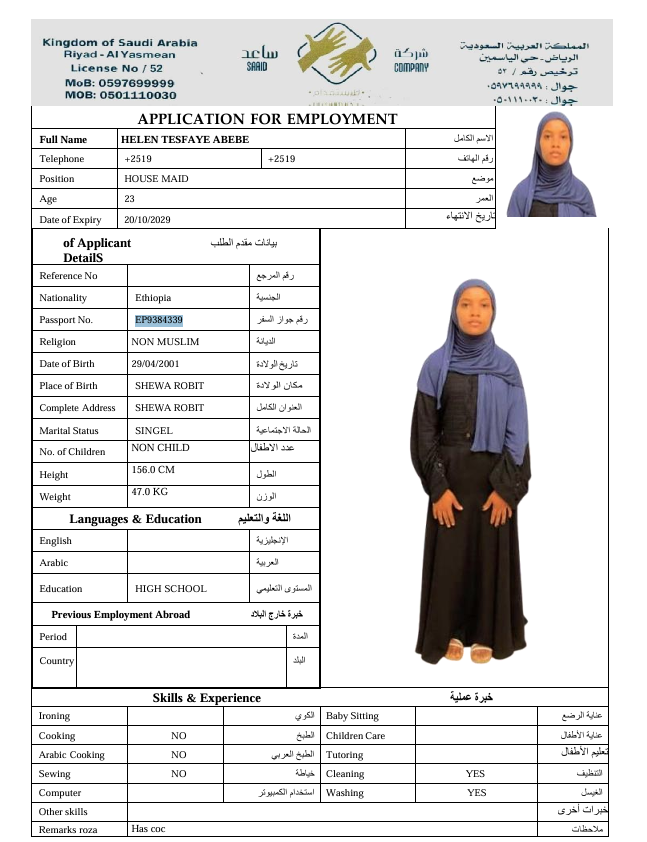 Kingdom of Saudi Arabia
Riyad - Al Yasmean
License No / 52
MoB: 0597699999
MOB: 0501110030
ساعد
SAAID
شركة
COMPANY
المملكة العربية السعودية
الرياض - حى الياسمين
ترخيص رقم / ٥٢
جوال : ٠٥٩٧٦٩٩٩٩٩
جوال : ٠٥٠١١١٠٠٣٠
APPLICATION FOR EMPLOYMENT
Full Name HELEN TESFAYE ABEBE الاسم الكامل
Telephone +2519 +2519 رقم الهاتف
Position HOUSE MAID موضع
Age 23 العمر
Date of Expiry 20/10/2029 تاريخ الانتهاء
of Applicant بيانات مقدم الطلب
DetailS
Reference No رقم المرجع
Nationality Ethiopia الجنسية
Passport No. EP9384339 رقم جواز السفر
Religion NON MUSLIM الديانة
Date of Birth 29/04/2001 تاريخ الولادة
Place of Birth SHEWA ROBIT مكان الولادة
Complete Address SHEWA ROBIT العنوان الكامل
Marital Status SINGEL الحالة الاجتماعية
No. of Children NON CHILD عدد الاطفال
Height 156.0 CM الطول
Weight 47.0 KG الوزن
Languages & Education اللغة والتعليم
English الإنجليزية
Arabic العربية
Education HIGH SCHOOL المستوى التعليمي
Previous Employment Abroad خبرة خارج البلاد
Period المدة
Country البلد
Skills & Experience خبرة عملية
Ironing الكوي Baby Sitting عناية الرضع
Cooking NO الطبخ Children Care عناية الأطفال
Arabic Cooking NO الطبخ العربي Tutoring تعليم الأطفال
Sewing NO خياطة Cleaning YES التنظيف
Computer استخدام الكمبيوتر Washing YES الغيسل
Other skills خبرات أخرى
Remarks roza Has coc ملاحظات